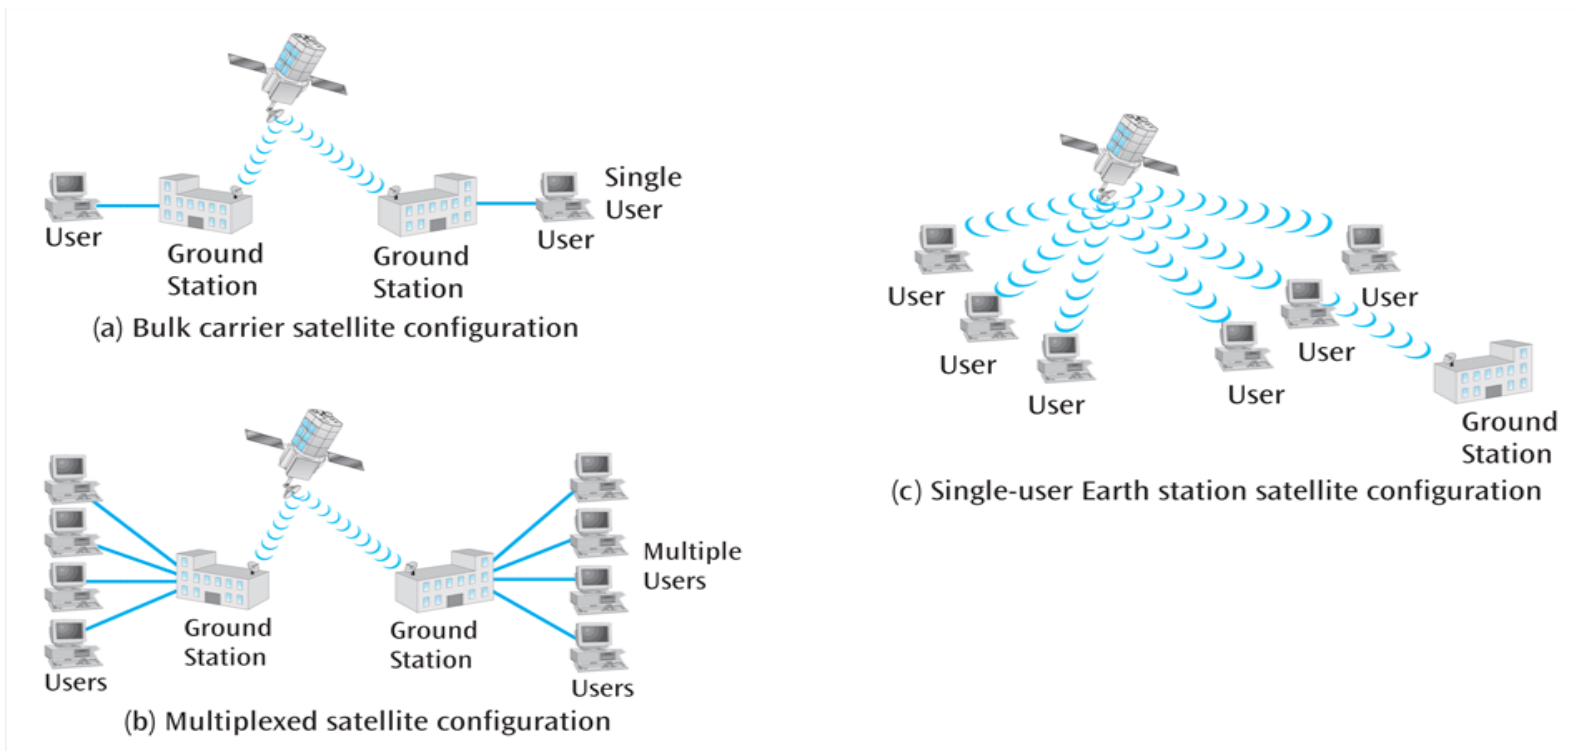 User
Ground
Station
Ground
Station
User
Single
User
(a) Bulk carrier satellite configuration
Users
Ground
Station
Ground
Station
Users
Multiple
Users
(b) Multiplexed satellite configuration
User
User
User
User
User
User
Ground
Station
(c) Single-user Earth station satellite configuration